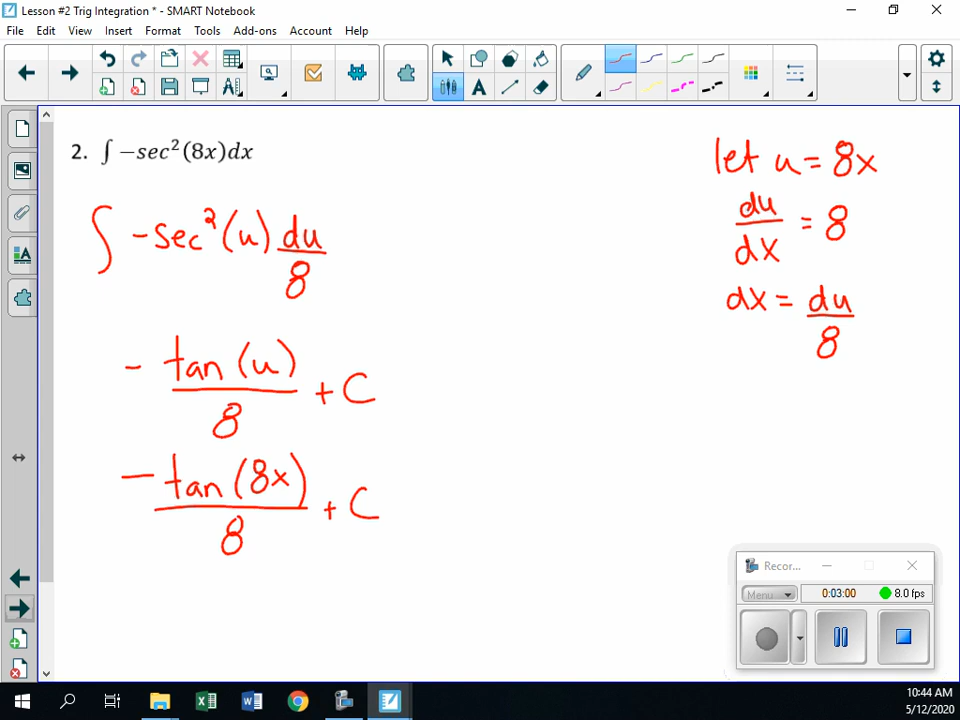 Lesson #2 Trig Integration * - SMART Notebook
File Edit View Insert Format Tools Add-ons Account Help
2. ∫ −sec²(8x)dx
let u = 8x
du/dx = 8
dx = du/8
∫ -sec²(u) du/8
- tan(u)/8 + C
- tan(8x)/8 + C
Recor...
Menu 0:03:00 8.0 fps
10:44 AM
5/12/2020